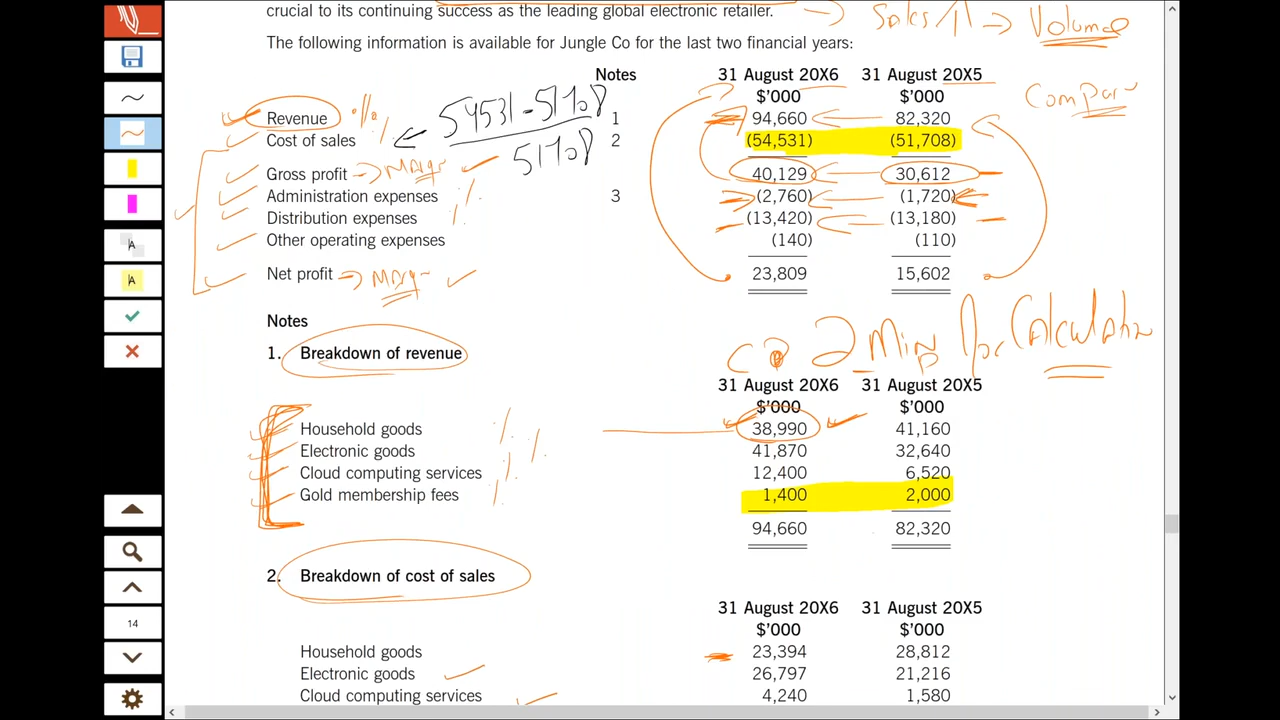 crucial to its continuing success as the leading global electronic retailer. → Sales ↑ → Volume
The following information is available for Jungle Co for the last two financial years:
Notes 31 August 20X6 31 August 20X5
$'000 $'000
Compar
Revenue % 1 94,660 82,320
54531 - 51708
51708
Cost of sales % 2 (54,531) (51,708)
Gross profit → Margin 40,129 30,612
Administration expenses 3 (2,760) (1,720)
Distribution expenses (13,420) (13,180)
Other operating expenses (140) (110)
Net profit → Margin 23,809 15,602
Notes
2 Min for Calculation
1. Breakdown of revenue
31 August 20X6 31 August 20X5
$'000 $'000
Household goods 38,990 41,160
Electronic goods 41,870 32,640
Cloud computing services 12,400 6,520
Gold membership fees 1,400 2,000
94,660 82,320
2. Breakdown of cost of sales
31 August 20X6 31 August 20X5
$'000 $'000
Household goods 23,394 28,812
Electronic goods 26,797 21,216
Cloud computing services 4,240 1,580
A
A
14